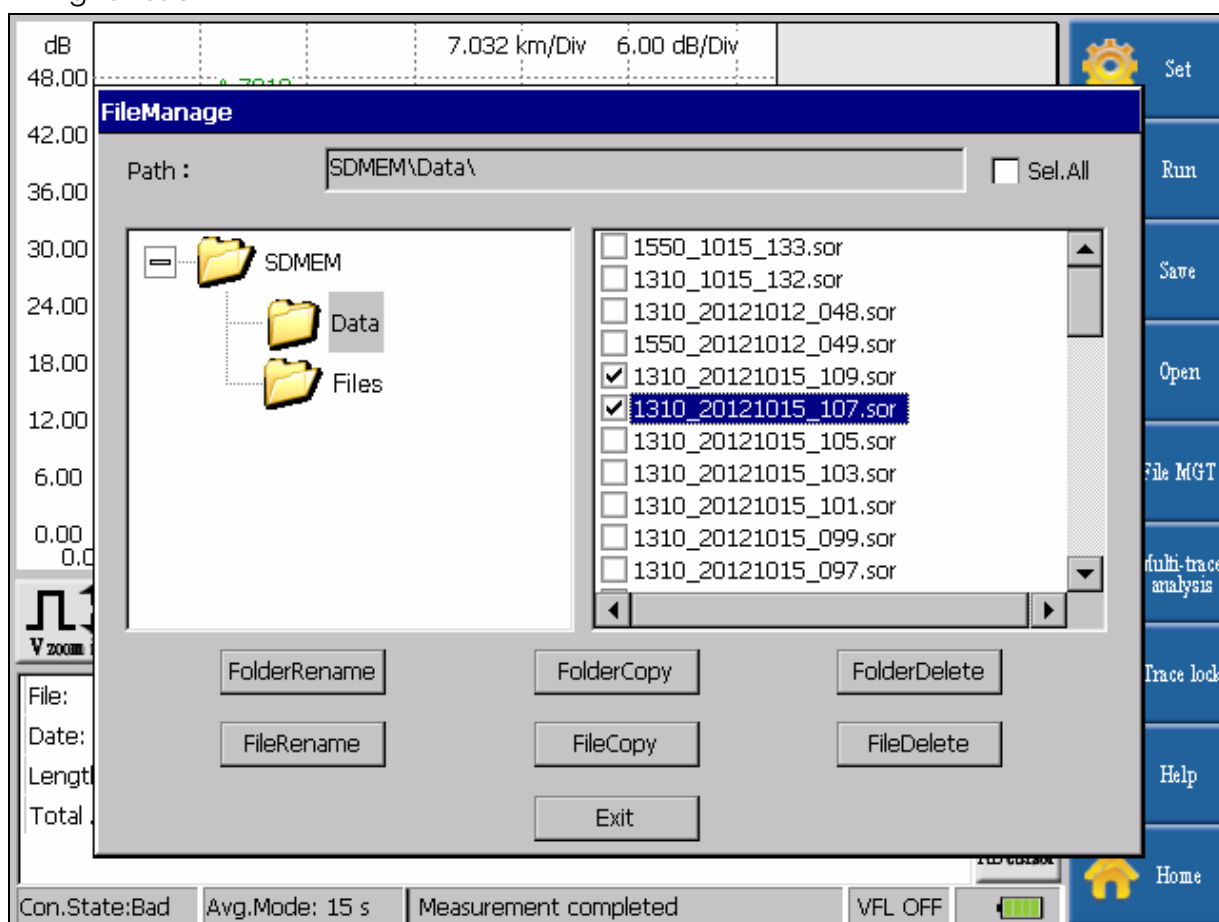 dB
7.032 km/Div 6.00 dB/Div
48.00
42.00
36.00
30.00
24.00
18.00
12.00
6.00
0.00
FileManage
Path :
SDMEM\Data\
Sel.All
SDMEM
Data
Files
1550_1015_133.sor
1310_1015_132.sor
1310_20121012_048.sor
1550_20121012_049.sor
1310_20121015_109.sor
1310_20121015_107.sor
1310_20121015_105.sor
1310_20121015_103.sor
1310_20121015_101.sor
1310_20121015_099.sor
1310_20121015_097.sor
FolderRename
FolderCopy
FolderDelete
FileRename
FileCopy
FileDelete
Exit
V zoom
File:
Date:
Total
Set
Run
Save
Open
File MGT
Multi-trace
analysis
Trace lock
Help
Home
Con.State:Bad
Avg.Mode: 15 s
Measurement completed
VFL OFF